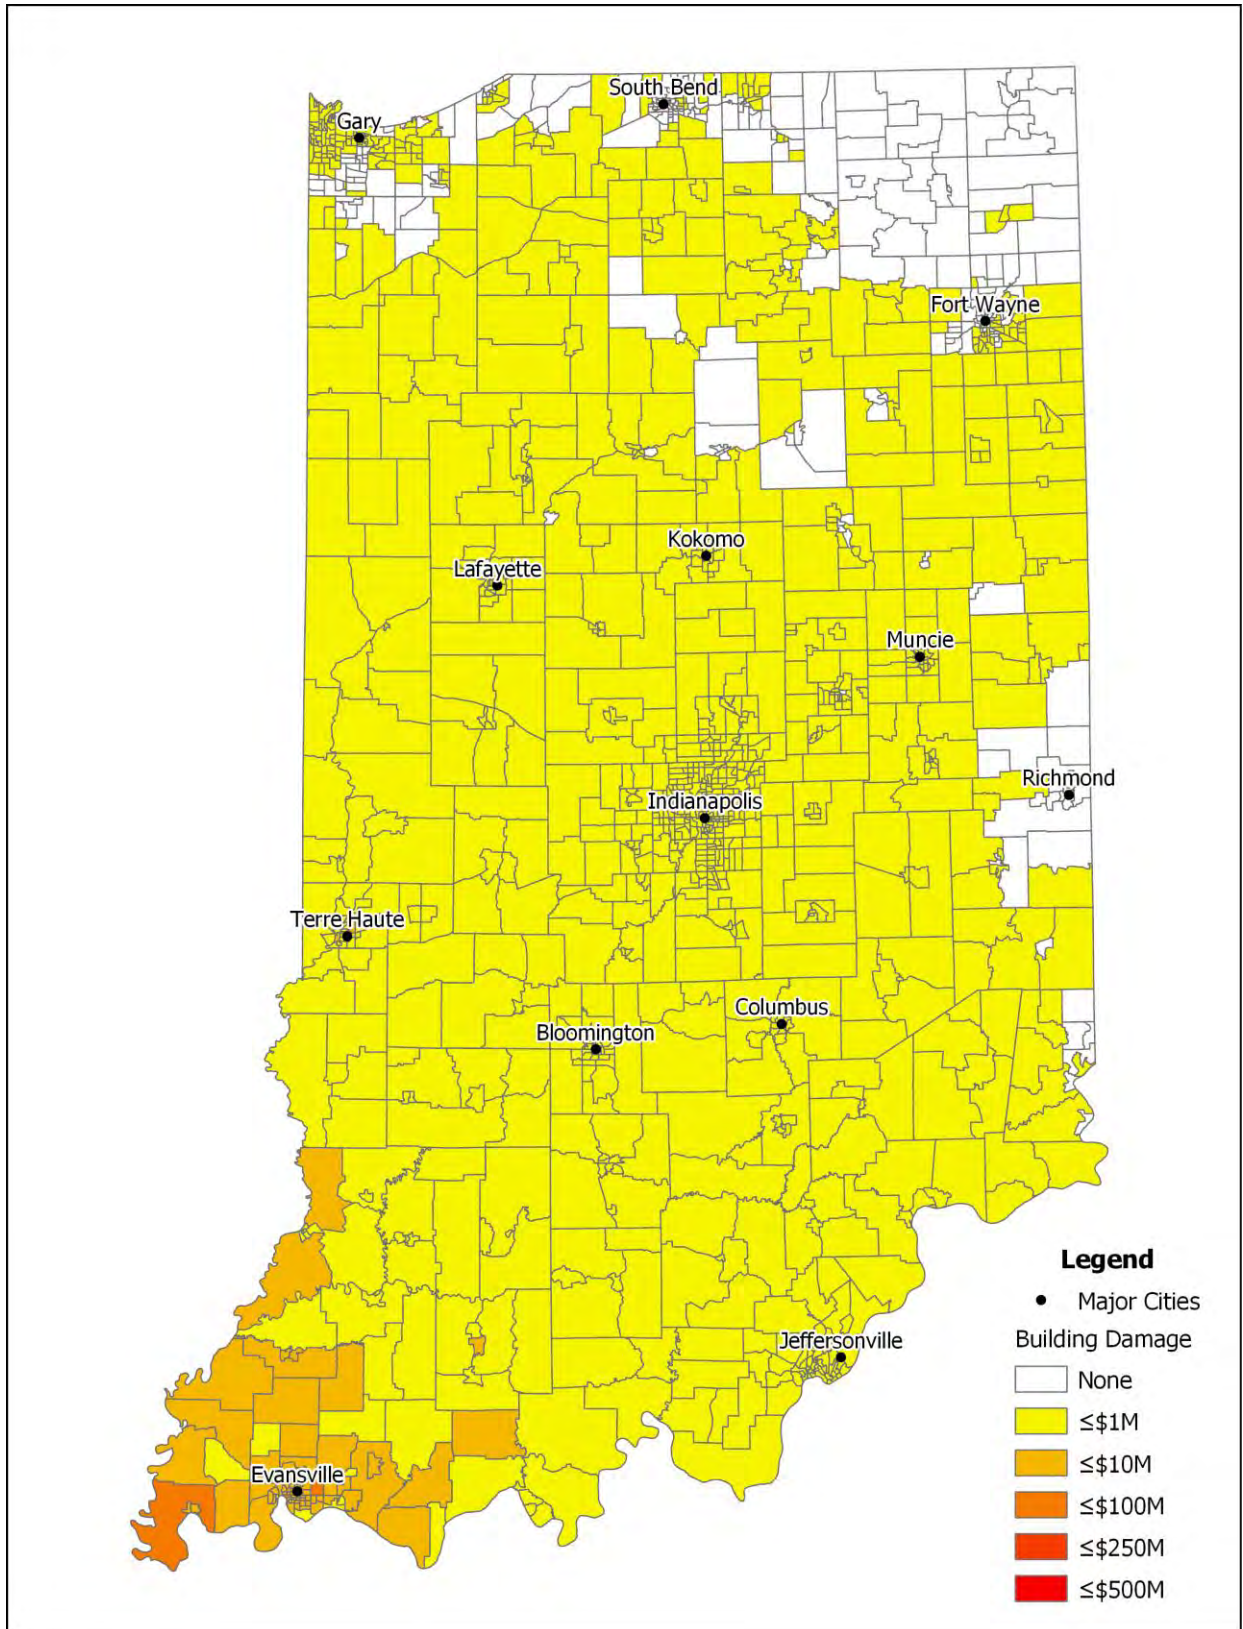 South Bend
Gary
Fort Wayne
Kokomo
Lafayette
Muncie
Richmond
Indianapolis
Terre Haute
Columbus
Bloomington
Jeffersonville
Evansville
Legend
Major Cities
Building Damage
None
≤$1M
≤$10M
≤$100M
≤$250M
≤$500M